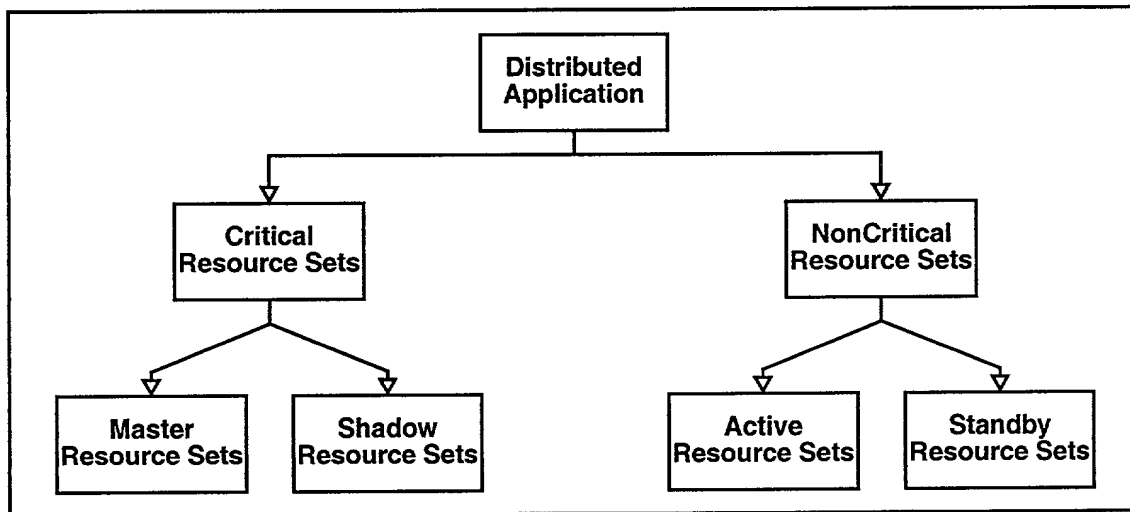 Distributed
Application
Critical
Resource Sets
NonCritical
Resource Sets
Master
Resource Sets
Shadow
Resource Sets
Active
Resource Sets
Standby
Resource Sets